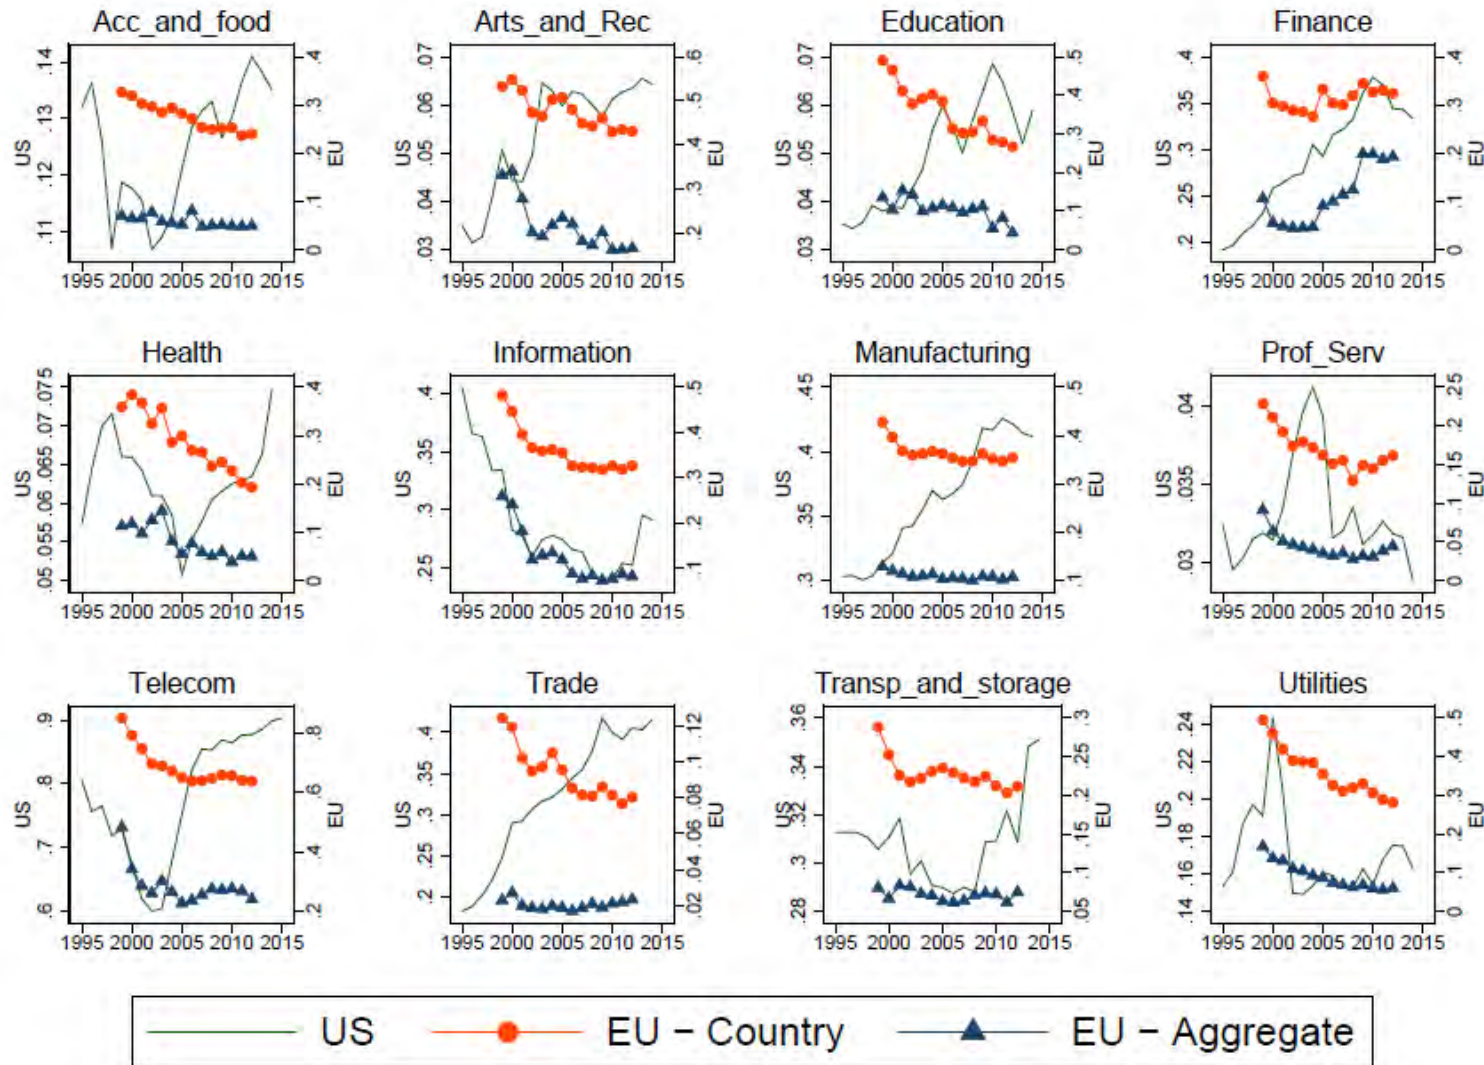 Acc_and_food
Arts_and_Rec
Education
Finance
US
.11 .12 .13 .14
0 .1 .2 .3 .4
EU
1995 2000 2005 2010 2015
US
.03 .04 .05 .06 .07
.2 .3 .4 .5 .6
EU
1995 2000 2005 2010 2015
US
.03 .04 .05 .06 .07
0 .1 .2 .3 .4 .5
EU
1995 2000 2005 2010 2015
US
.2 .25 .3 .35 .4
0 .1 .2 .3 .4
EU
1995 2000 2005 2010 2015
Health
Information
Manufacturing
Prof_Serv
US
.05 .055 .06 .065 .07 .075
0 .1 .2 .3 .4
EU
1995 2000 2005 2010 2015
US
.25 .3 .35 .4
.1 .2 .3 .4 .5
EU
1995 2000 2005 2010 2015
US
.3 .35 .4 .45
.1 .2 .3 .4 .5
EU
1995 2000 2005 2010 2015
US
.03 .035 .04
0 .05 .1 .15 .2 .25
EU
1995 2000 2005 2010 2015
Telecom
Trade
Transp_and_storage
Utilities
US
.6 .7 .8 .9
.2 .4 .6 .8
EU
1995 2000 2005 2010 2015
US
.2 .25 .3 .35 .4
.02 .04 .06 .08 .1 .12
EU
1995 2000 2005 2010 2015
US
.28 .3 .32 .34 .36
.05 .1 .15 .2 .25 .3
EU
1995 2000 2005 2010 2015
US
.14 .16 .18 .2 .22 .24
0 .1 .2 .3 .4 .5
EU
1995 2000 2005 2010 2015
US
EU − Country
EU − Aggregate